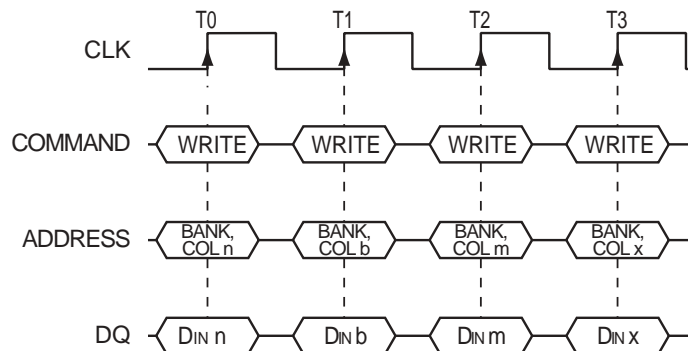 T0 T1 T2 T3
CLK
COMMAND WRITE WRITE WRITE WRITE
BANK, BANK, BANK, BANK,
ADDRESS COL n COL b COL m COL x
DQ DIN n DIN b DIN m DIN x